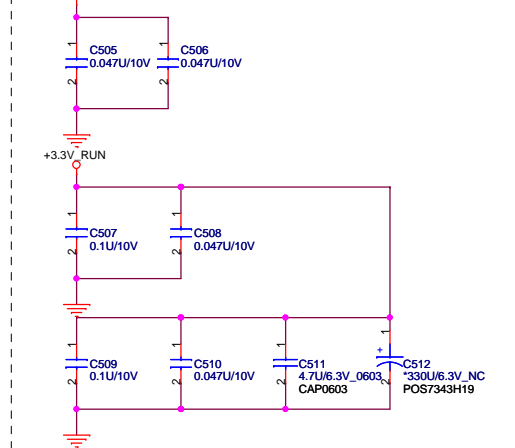 1
1
C505
C506
0.047U/10V
0.047U/10V
2
2
+3.3V_RUN
1
1
C507
C508
0.1U/10V
0.047U/10V
2
2
1
1
1
1
+
C509
C510
C511
C512
0.1U/10V
0.047U/10V
4.7U/6.3V_0603
*330U/6.3V_NC
2
2
2
2
CAP0603
POS7343H19